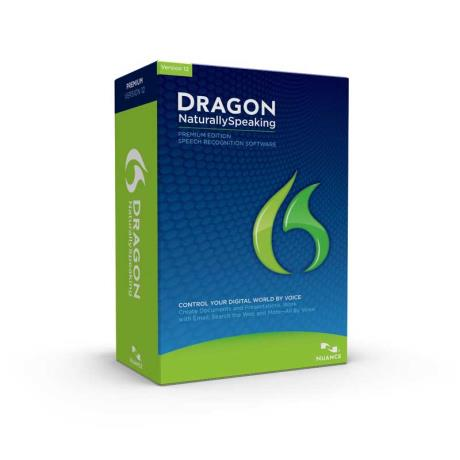 Version 12
PREMIUM
VERSION 12
DRAGON
NaturallySpeaking
PREMIUM EDITION
SPEECH RECOGNITION SOFTWARE
DRAGON
NaturallySpeaking
CONTROL YOUR DIGITAL WORLD BY VOICE
Create Documents and Presentations, Work
with Email, Search the Web and More—All By Voice
NUANCE